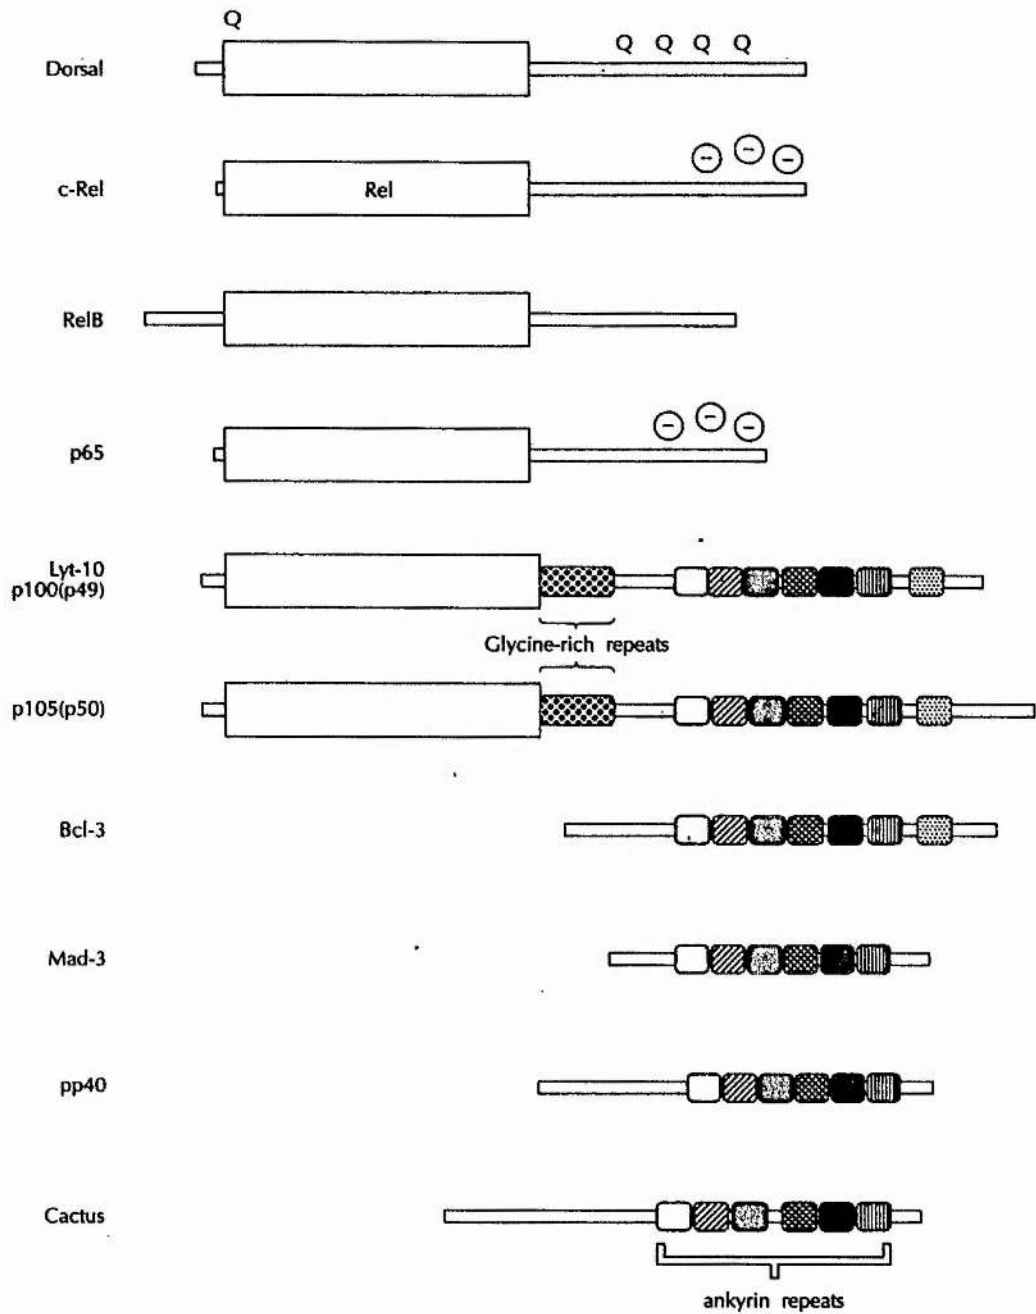 Q
Q Q Q Q
Dorsal
− − −
c-Rel
Rel
RelB
− − −
p65
Lyt-10
p100(p49)
Glycine-rich repeats
p105(p50)
Bcl-3
Mad-3
pp40
Cactus
ankyrin repeats